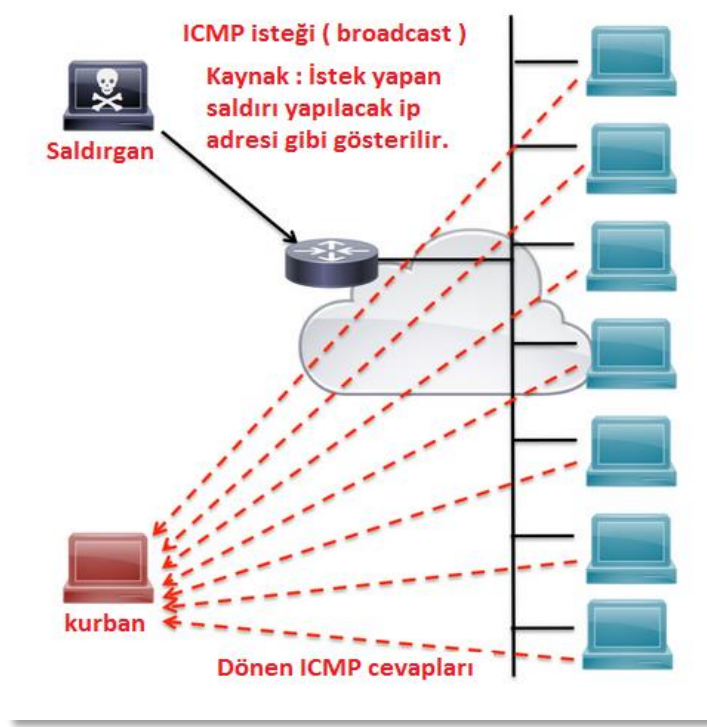 ICMP isteği ( broadcast )
Kaynak : İstek yapan
saldırı yapılacak ip
adresi gibi gösterilir.
Saldırgan
kurban
Dönen ICMP cevapları